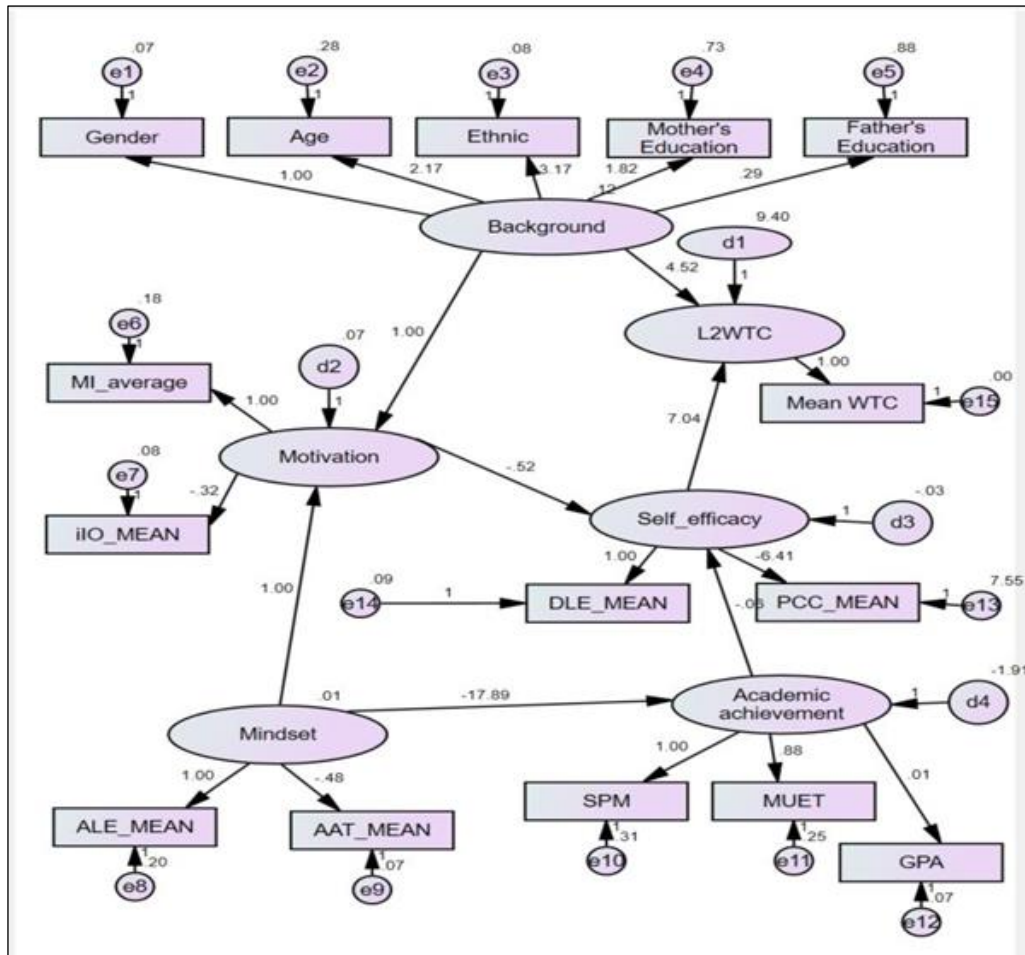 .07
.28
.08
.73
.88
e1
e2
e3
e4
e5
1
1
1
1
1
Gender
Age
Ethnic
Mother's
Education
Father's
Education
1.00
2.17
3.17
1.82
.29
.12
Background
9.40
d1
4.52
1
.18
e6
1
1.00
.07
d2
L2WTC
MI_average
1
1.00
1.00
Mean WTC
1
.00
e15
.08
e7
Motivation
7.04
1
-.32
-.52
iIO_MEAN
Self_efficacy
1
-.03
d3
1.00
1.00
-6.41
.09
e14
1
DLE_MEAN
PCC_MEAN
1
7.55
e13
.01
-17.89
Mindset
Academic
achievement
1
-1.91
d4
1.00
-.48
1.00
.88
.01
ALE_MEAN
AAT_MEAN
SPM
MUET
GPA
1
.20
e8
1
.07
e9
1
.31
e10
1
.25
e11
1
.07
e12